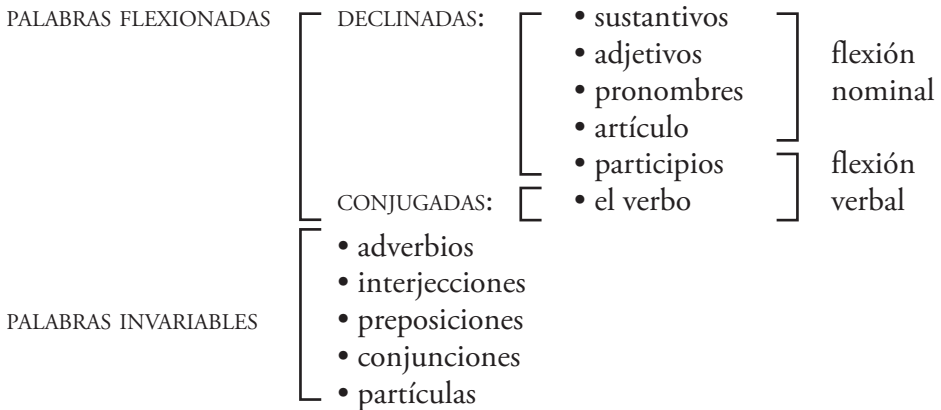 PALABRAS FLEXIONADAS DECLINADAS: • sustantivos
• adjetivos flexión
• pronombres nominal
• artículo
• participios flexión
CONJUGADAS: • el verbo verbal
• adverbios
• interjecciones
PALABRAS INVARIABLES • preposiciones
• conjunciones
• partículas